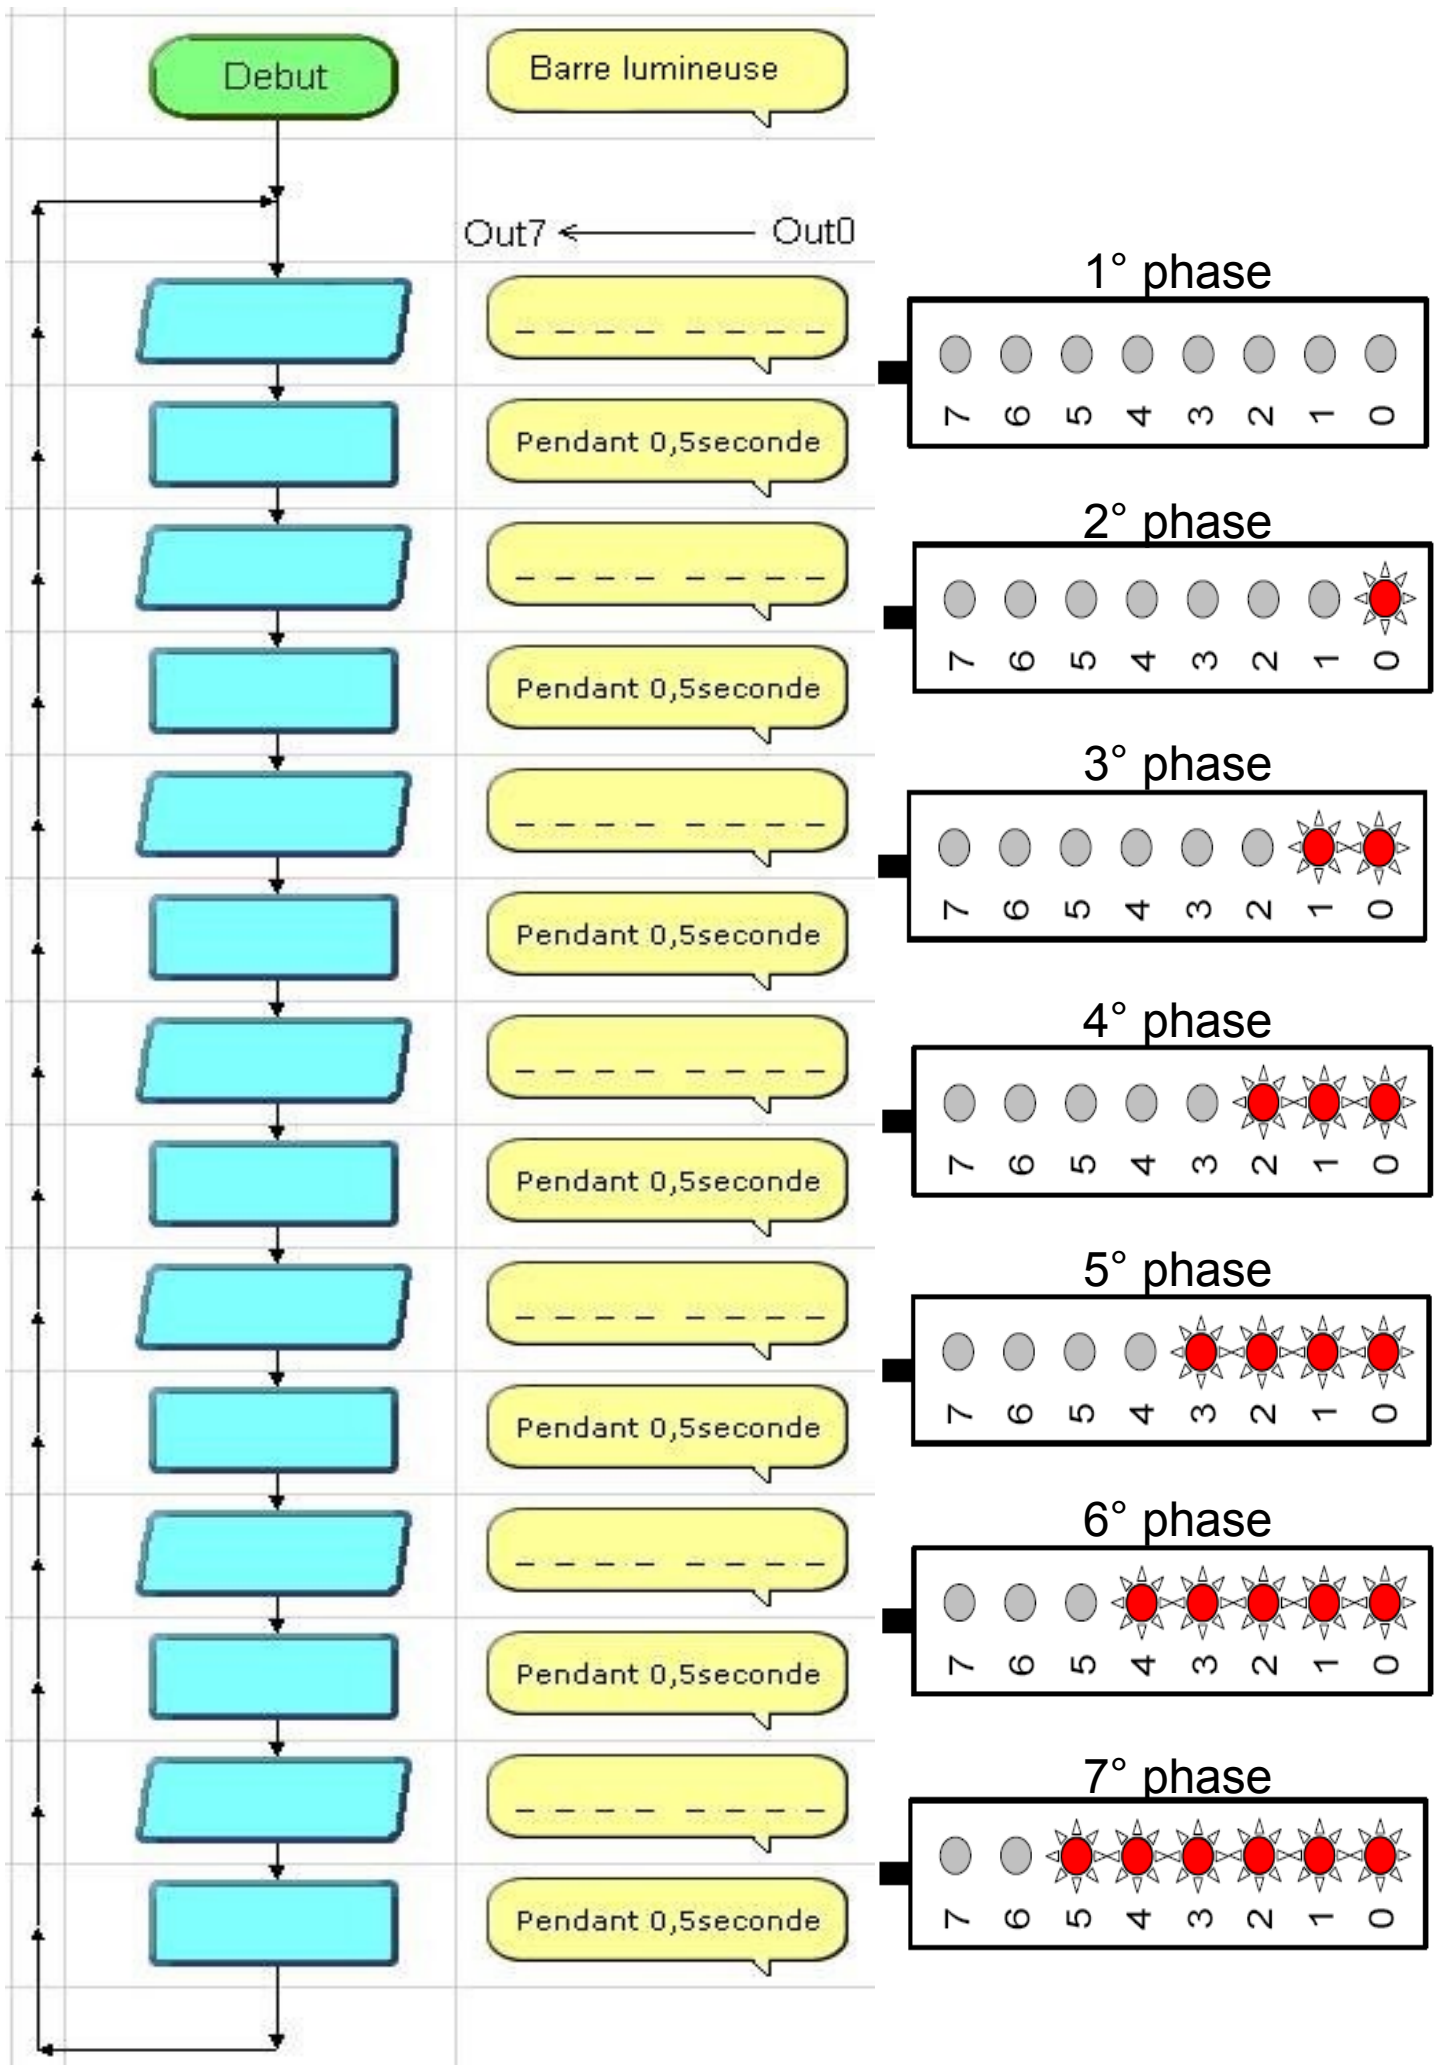 Debut
Barre lumineuse
Out7 Out0
_ _ _ _ _ _ _ _
1° phase
7 6 5 4 3 2 1 0
Pendant 0,5seconde
_ _ _ _ _ _ _ _
2° phase
7 6 5 4 3 2 1 0
Pendant 0,5seconde
_ _ _ _ _ _ _ _
3° phase
7 6 5 4 3 2 1 0
Pendant 0,5seconde
_ _ _ _ _ _ _ _
4° phase
7 6 5 4 3 2 1 0
Pendant 0,5seconde
_ _ _ _ _ _ _ _
5° phase
7 6 5 4 3 2 1 0
Pendant 0,5seconde
_ _ _ _ _ _ _ _
6° phase
7 6 5 4 3 2 1 0
Pendant 0,5seconde
_ _ _ _ _ _ _ _
7° phase
7 6 5 4 3 2 1 0
Pendant 0,5seconde